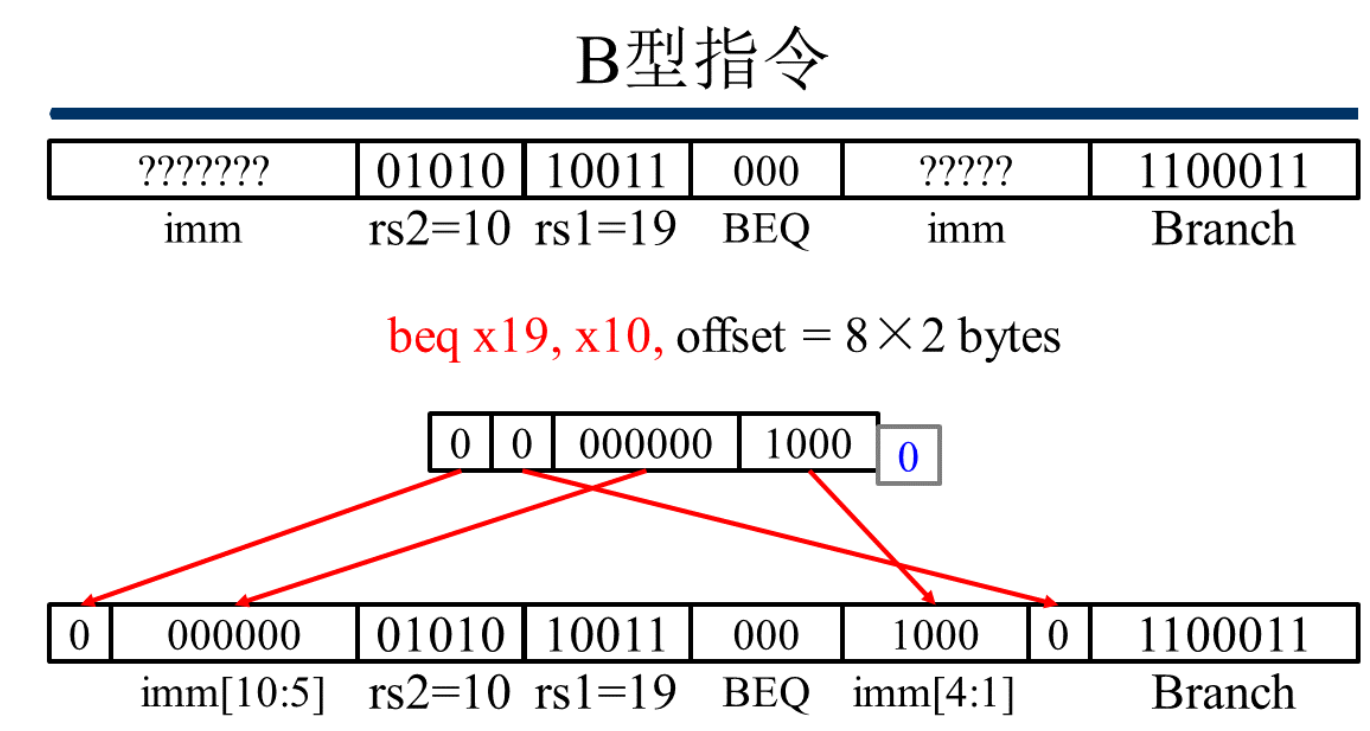 B型指令
??????? 01010 10011 000 ????? 1100011
imm rs2=10 rs1=19 BEQ imm Branch
beq x19, x10, offset = 8×2 bytes
0 0 000000 1000 0
0 000000 01010 10011 000 1000 0 1100011
imm[10:5] rs2=10 rs1=19 BEQ imm[4:1] Branch